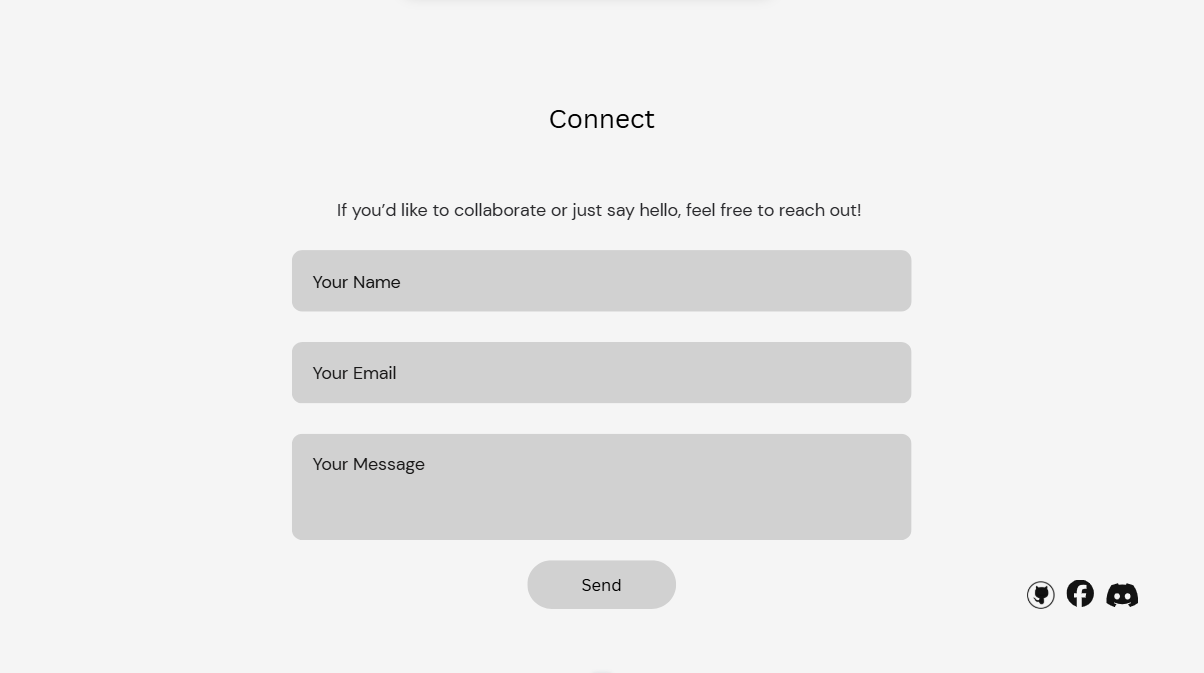 Connect
If you’d like to collaborate or just say hello, feel free to reach out!
Your Name
Your Email
Your Message
Send